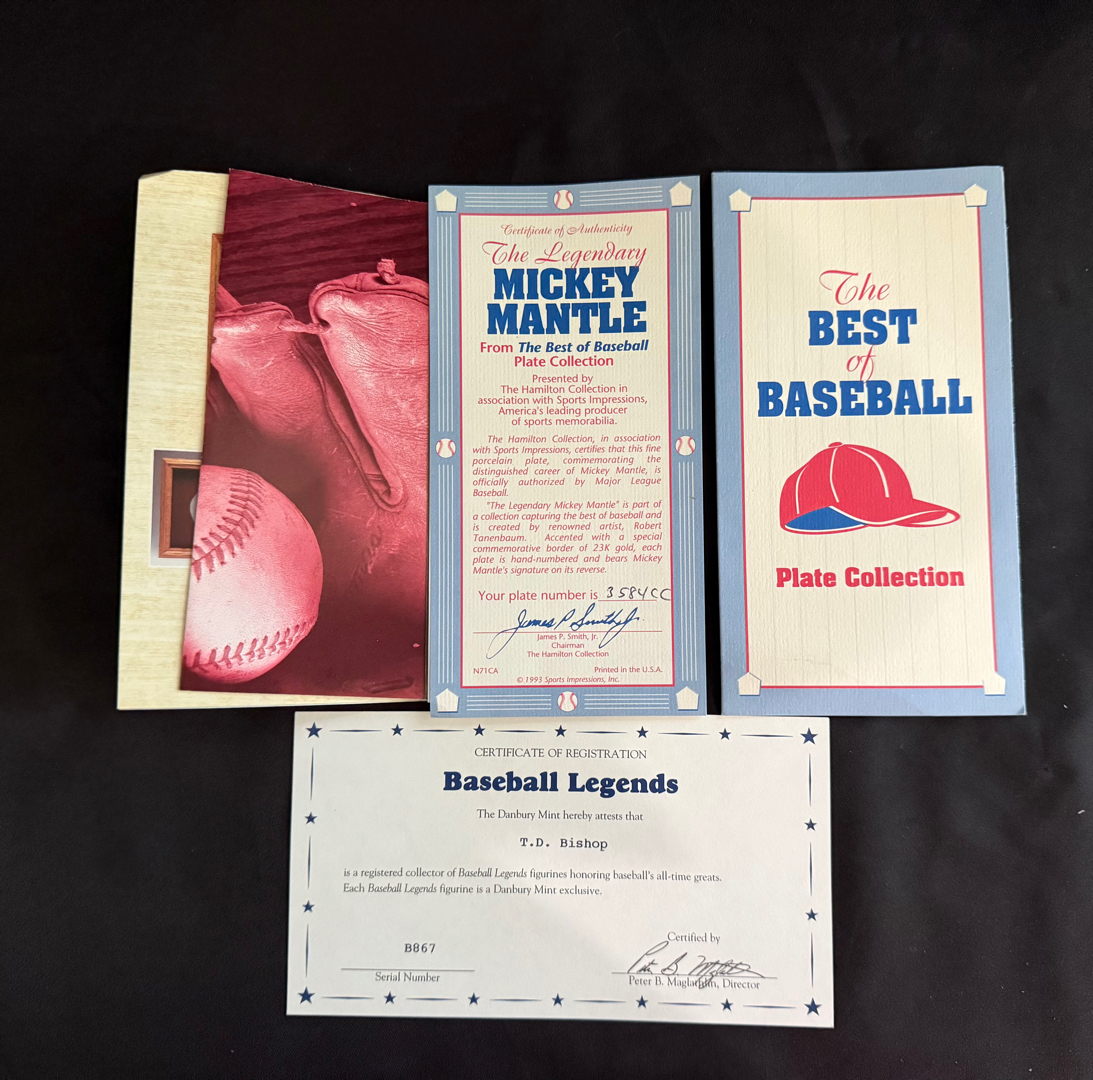 Certificate of Authenticity
The Legendary
MICKEY
MANTLE
From The Best of Baseball
Plate Collection
Presented by
The Hamilton Collection in
association with Sports Impressions,
America's leading producer
of sports memorabilia.
The Hamilton Collection, in association
with Sports Impressions, certifies that this fine
porcelain plate, commemorating the
distinguished career of Mickey Mantle, is
officially authorized by Major League
Baseball.
"The Legendary Mickey Mantle" is part of
a collection capturing the best of baseball and
is created by renowned artist, Robert
Tanenbaum. Accented with a special
commemorative border of 23K gold, each
plate is hand-numbered and bears Mickey
Mantle's signature on its reverse.
Your plate number is 3584CC
James P. Smith, Jr.
James P. Smith, Jr.
Chairman
The Hamilton Collection
N71CA Printed in the U.S.A.
© 1993 Sports Impressions, Inc.
The
BEST
of
BASEBALL
Plate Collection
CERTIFICATE OF REGISTRATION
Baseball Legends
The Danbury Mint hereby attests that
T.D. Bishop
is a registered collector of Baseball Legends figurines honoring baseball's all-time greats.
Each Baseball Legends figurine is a Danbury Mint exclusive.
B867
Serial Number
Certified by
Peter B. Maglathlin, Director